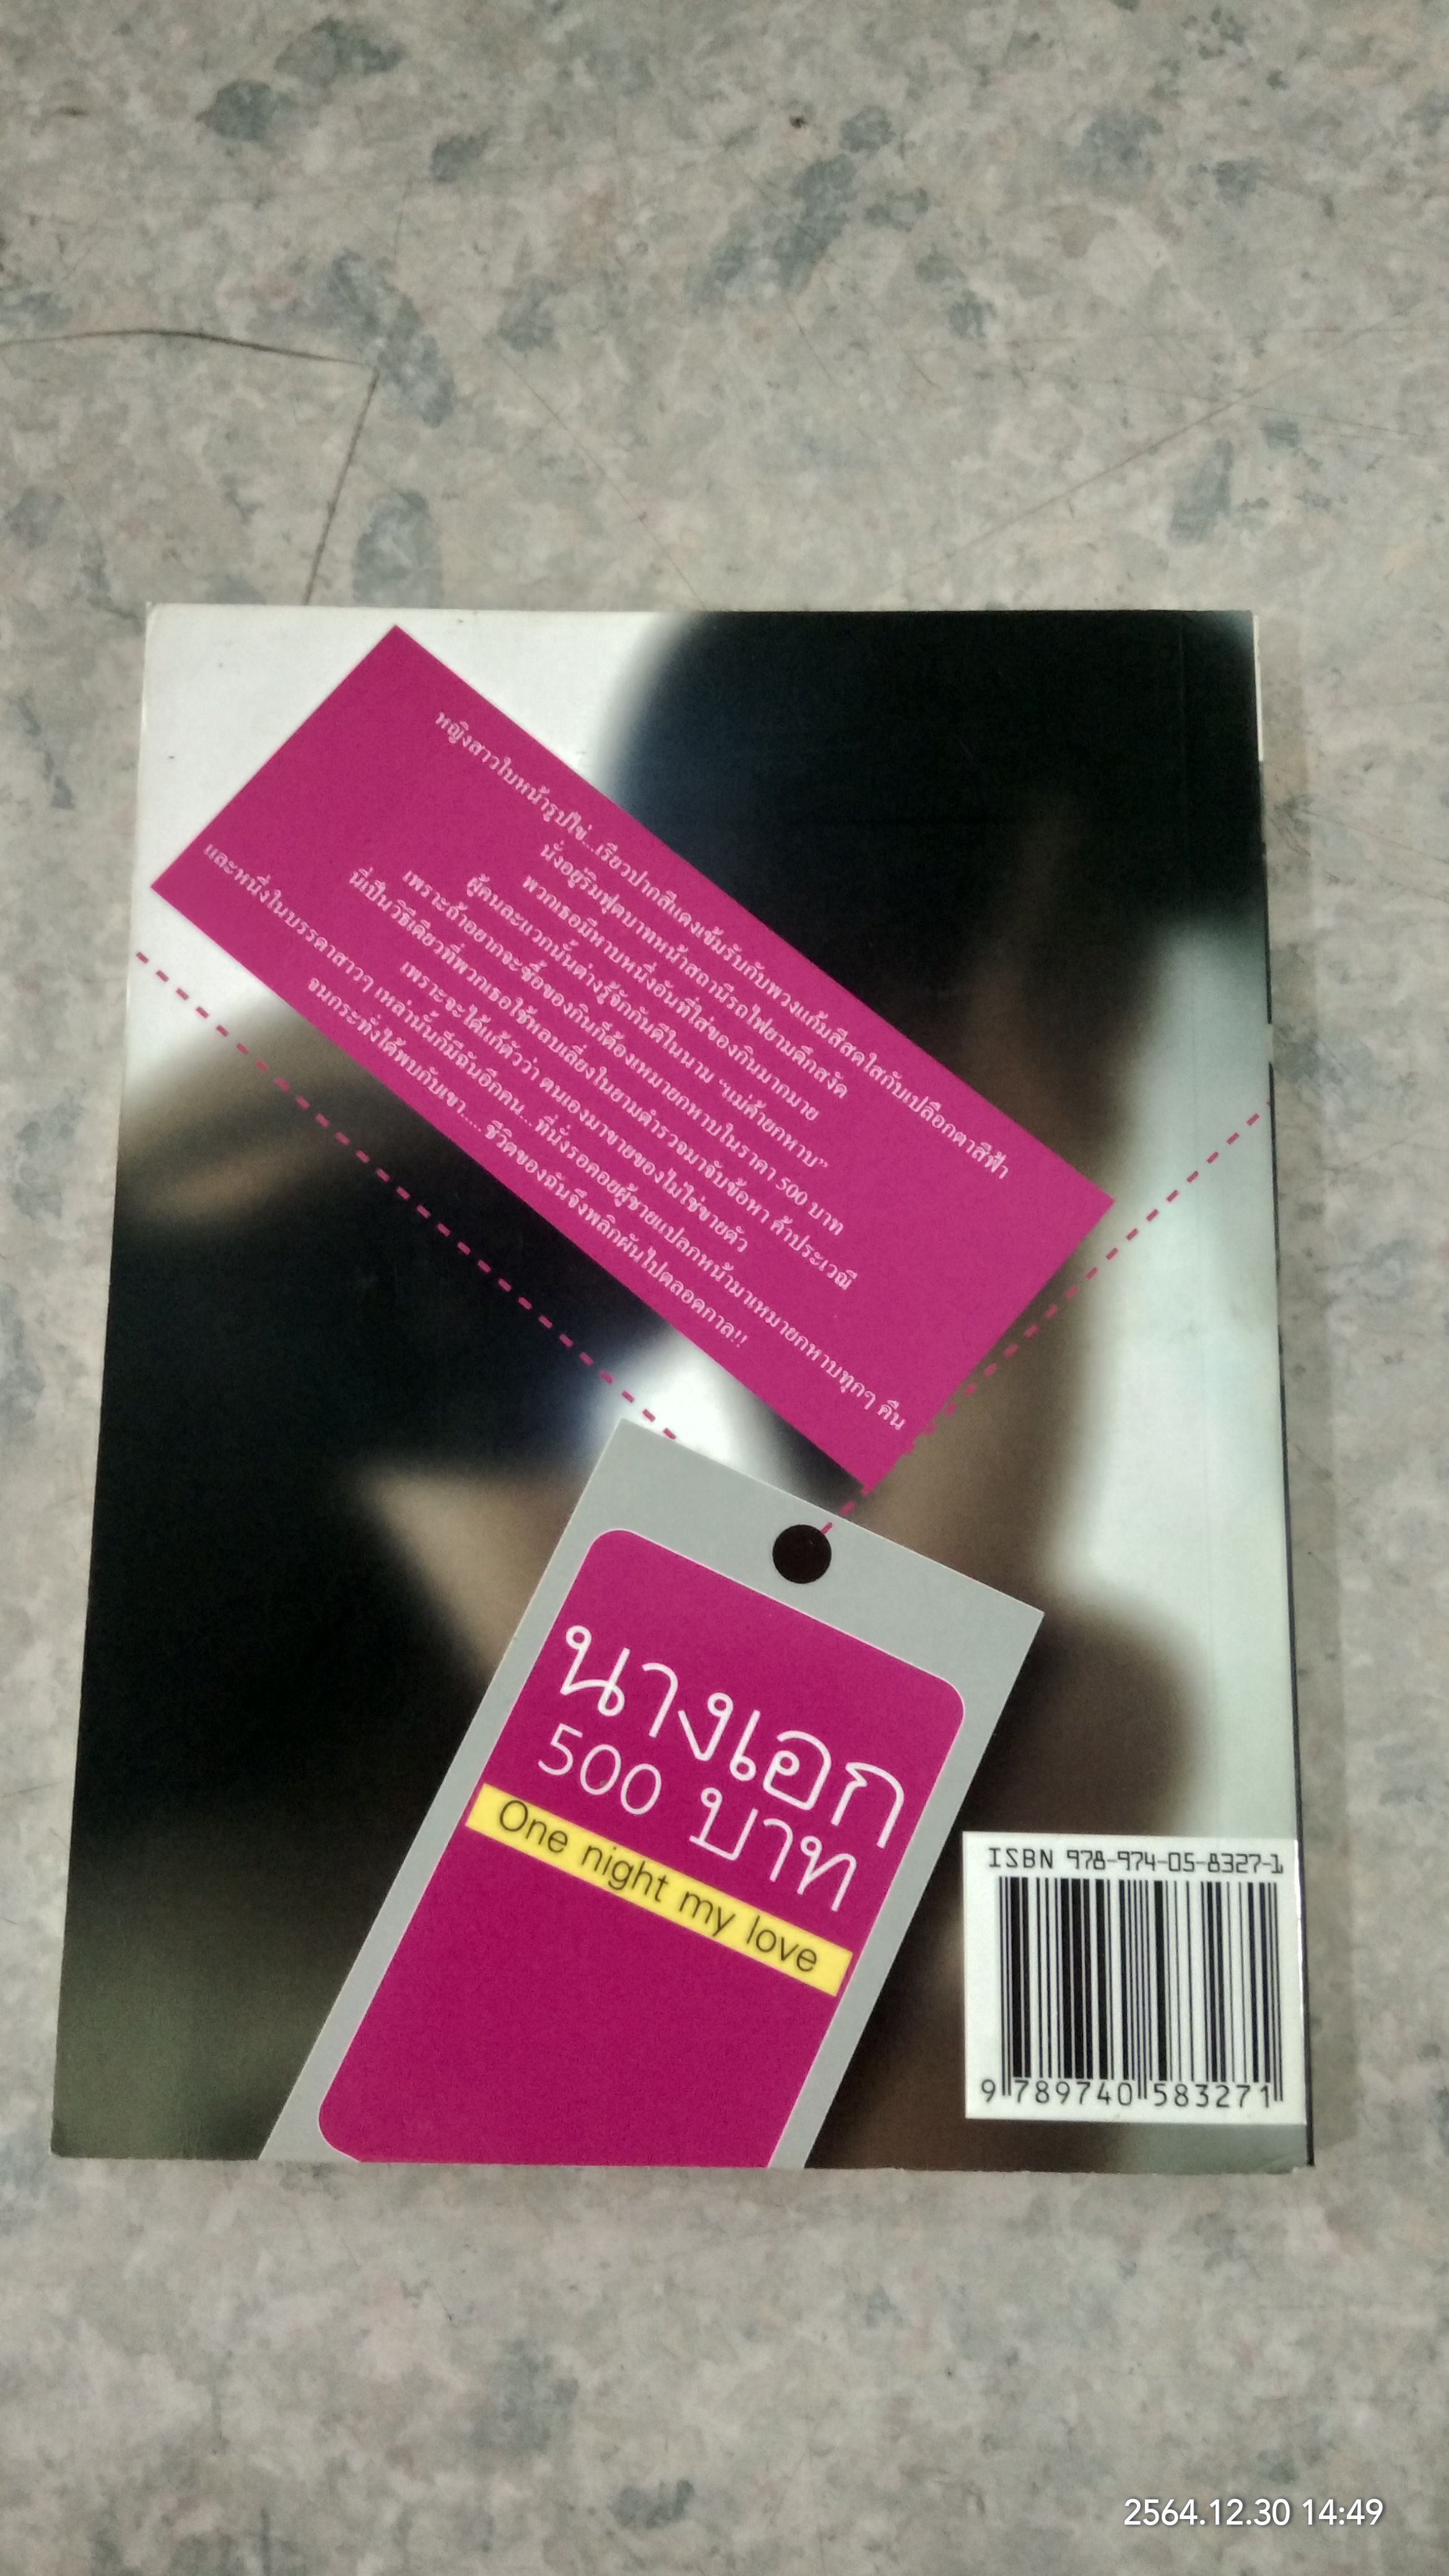 หญิงสาวใบหน้ารูปไข่...เรียวปากสีแดงเข้มรับกับพวงแก้มสีสดใสกับเปลือกตาสีฟ้า
นั่งอยู่ริมฟุตบาทหน้าสถานีรถไฟยามดึกสงัด
พวกเธอมีหาบหนึ่งอันที่ใส่ของกินมากมาย
ผู้คนละแวกนั้นต่างรู้จักกันดีในนาม “แม่ค้ายกหาบ”
เพราะถ้าอยากจะซื้อของกินก็ต้องเหมายกหาบในราคา 500 บาท
นี่เป็นวิธีเดียวที่พวกเธอใช้หลบเลี่ยงในยามตำรวจมาจับข้อหา ค้าประเวณี
เพราะจะได้แก้ตัวว่า ตนเองมาขายของไม่ใช่ขายตัว
และหนึ่งในบรรดาสาวๆ เหล่านั้นก็มีฉันอีกคน...ที่นั่งรอคอยผู้ชายแปลกหน้ามาเหมายกหาบทุกๆ คืน
จนกระทั่งได้พบกับเขา.....ชีวิตของฉันจึงพลิกผันไปตลอดกาล!!
นางเอก
500 บาท
One night my love
ISBN 978-974-05-8327-1
9 789740 583271
2564.12.30 14:49